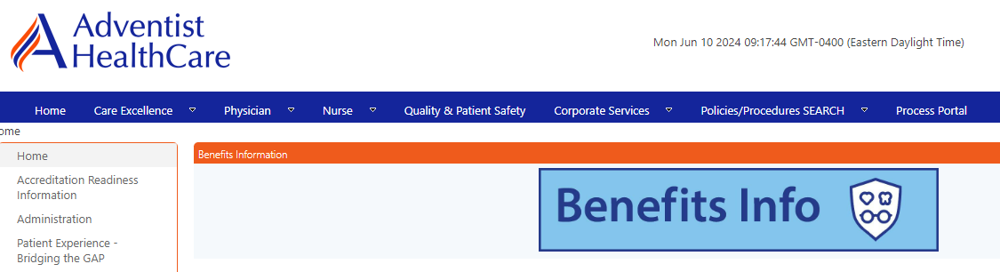 Adventist
HealthCare
Mon Jun 10 2024 09:17:44 GMT-0400 (Eastern Daylight Time)
Home Care Excellence Physician Nurse Quality & Patient Safety Corporate Services Policies/Procedures SEARCH Process Portal
ome
Home
Accreditation Readiness
Information
Administration
Patient Experience -
Bridging the GAP
Benefits Information
Benefits Info